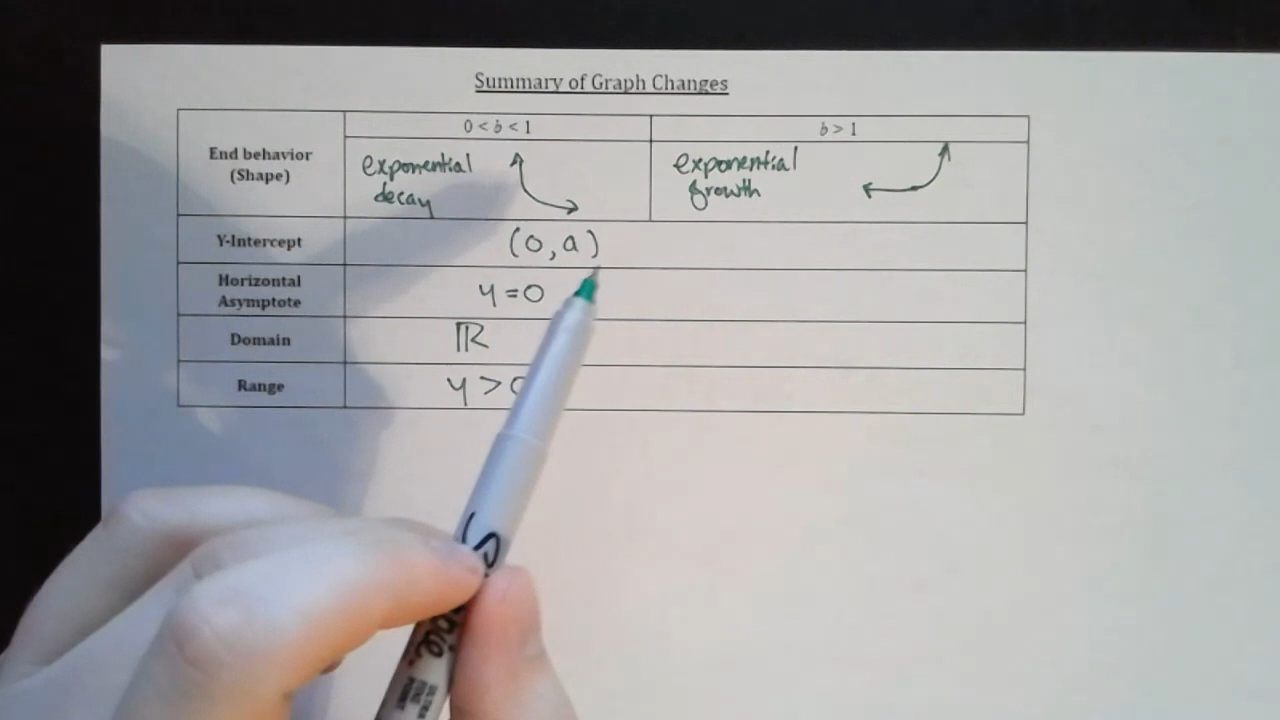 Summary of Graph Changes
End behavior
(Shape)
0 < b < 1
b > 1
exponential
decay
exponential
growth
Y-Intercept
(0,a)
Horizontal
Asymptote
y=0
Domain
ℝ
Range
y>0